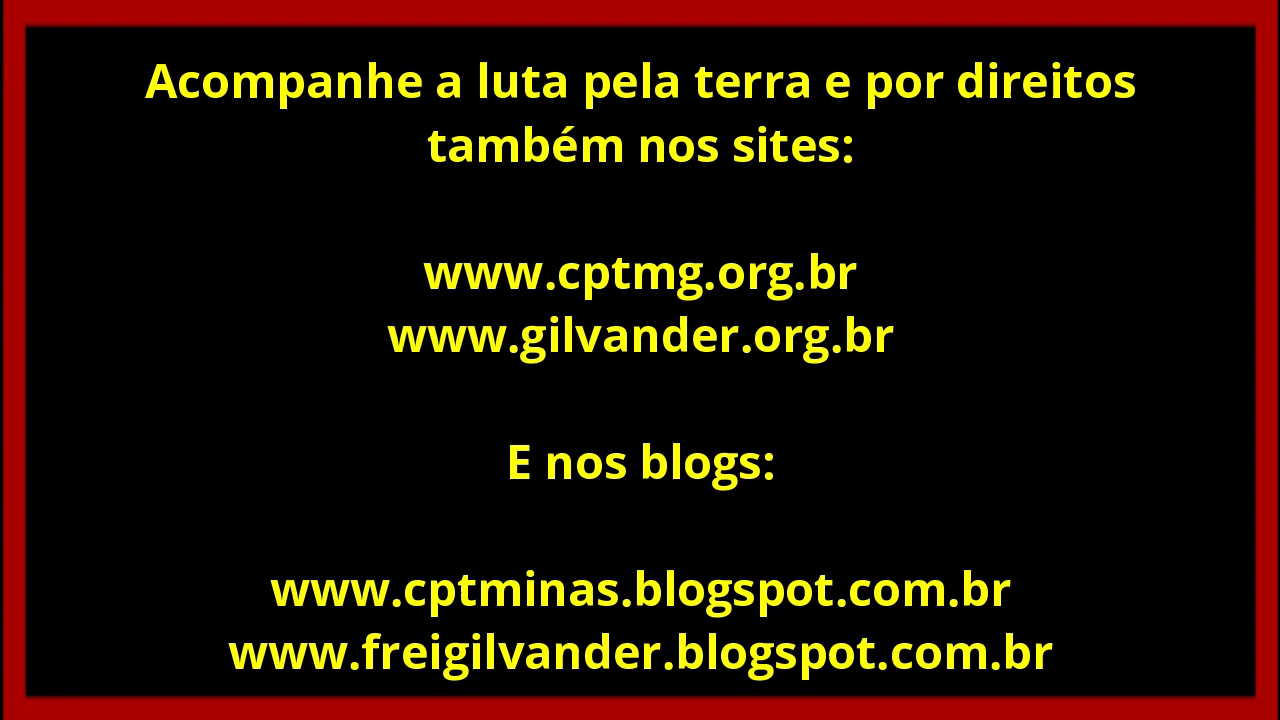 Acompanhe a luta pela terra e por direitos
também nos sites:
www.cptmg.org.br
www.gilvander.org.br
E nos blogs:
www.cptminas.blogspot.com.br
www.freigilvander.blogspot.com.br